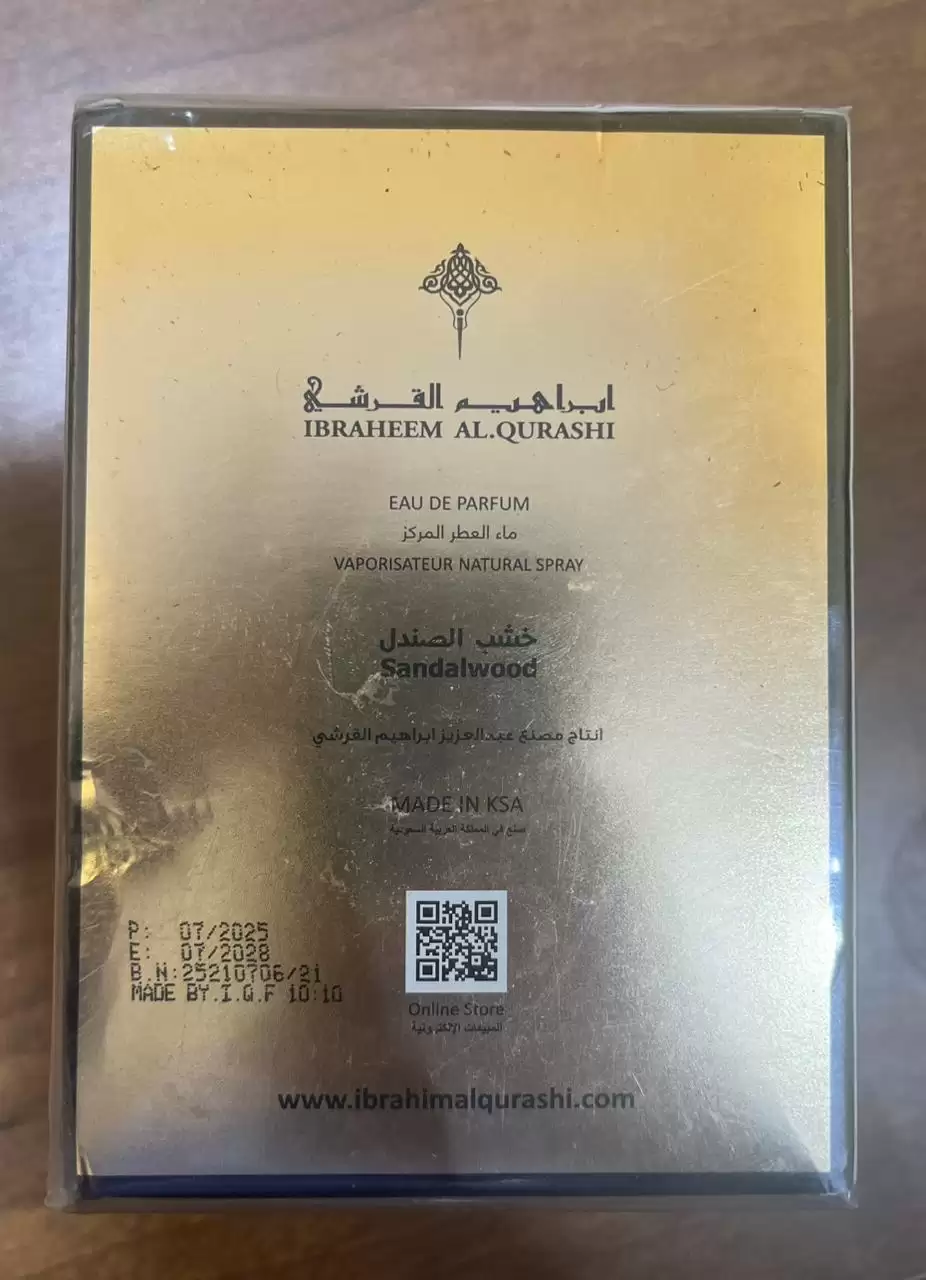 ابراهيم القرشي
IBRAHEEM AL.QURASHI
EAU DE PARFUM
ماء العطر المركز
VAPORISATEUR NATURAL SPRAY
خشب الصندل
Sandalwood
انتاج مصنع عبدالعزيز ابراهيم القرشي
MADE IN KSA
صنع في المملكة العربية السعودية
P: 07/2025
E: 07/2028
B.N:25210706/21
MADE BY.I.Q.F 10:10
Online Store
المبيعات الإلكترونية
www.ibrahimalqurashi.com